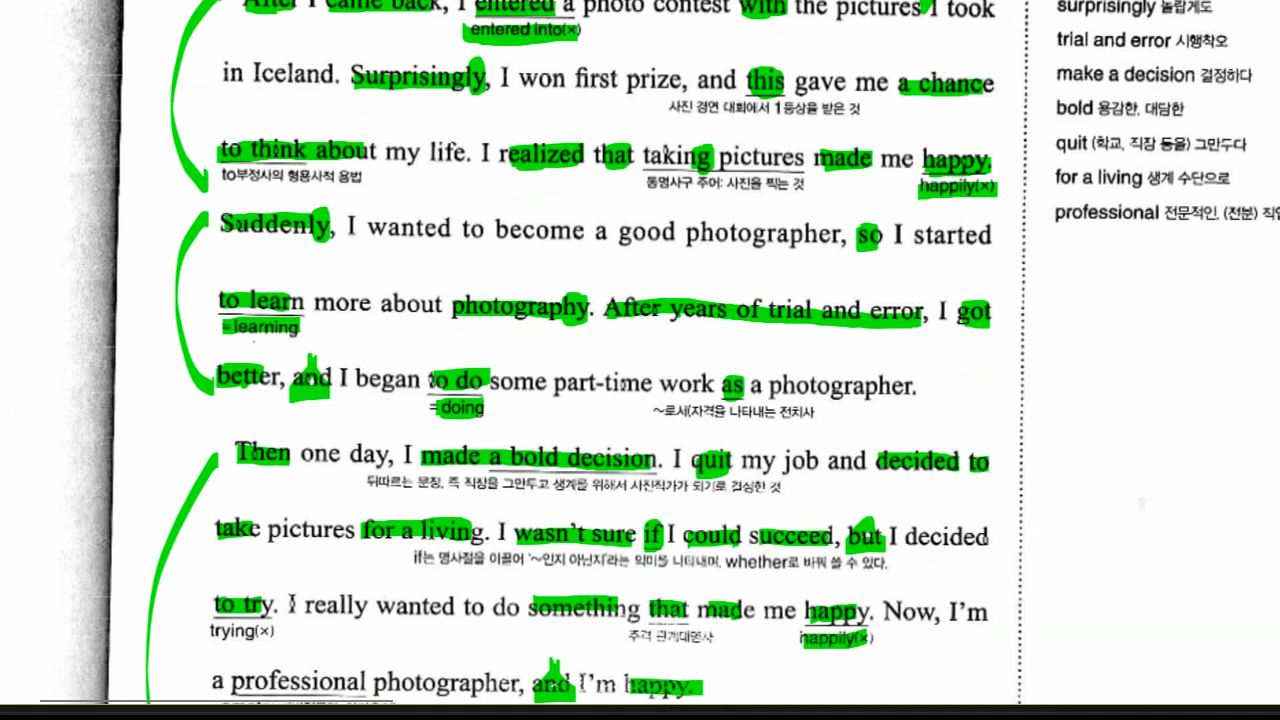 After I came back, I entered a photo contest with the pictures I took
entered into(×)
in Iceland. Surprisingly, I won first prize, and this gave me a chance
사진 경연 대회에서 1등상을 받은 것
to think about my life. I realized that taking pictures made me happy.
to부정사의 형용사적 용법
동명사구 주어: 사진을 찍는 것
happily(×)
Suddenly, I wanted to become a good photographer, so I started
to learn more about photography. After years of trial and error, I got
= learning
better, and I began to do some part-time work as a photographer.
= doing
~로서(자격을 나타내는 전치사
Then one day, I made a bold decision. I quit my job and decided to
뒤따르는 문장, 즉 직장을 그만두고 생계를 위해서 사진작가가 되기로 결심한 것
take pictures for a living. I wasn't sure if I could succeed, but I decided
if는 명사절을 이끌어 '~인지 아닌지'라는 의미를 나타내며, whether로 바꿔 쓸 수 있다.
to try. I really wanted to do something that made me happy. Now, I'm
trying(×)
주격 관계대명사
happily(×)
a professional photographer, and I'm happy.
surprisingly 놀랍게도
trial and error 시행착오
make a decision 결정하다
bold 용감한, 대담한
quit (학교, 직장 등을) 그만두다
for a living 생계 수단으로
professional 전문적인, (전문)